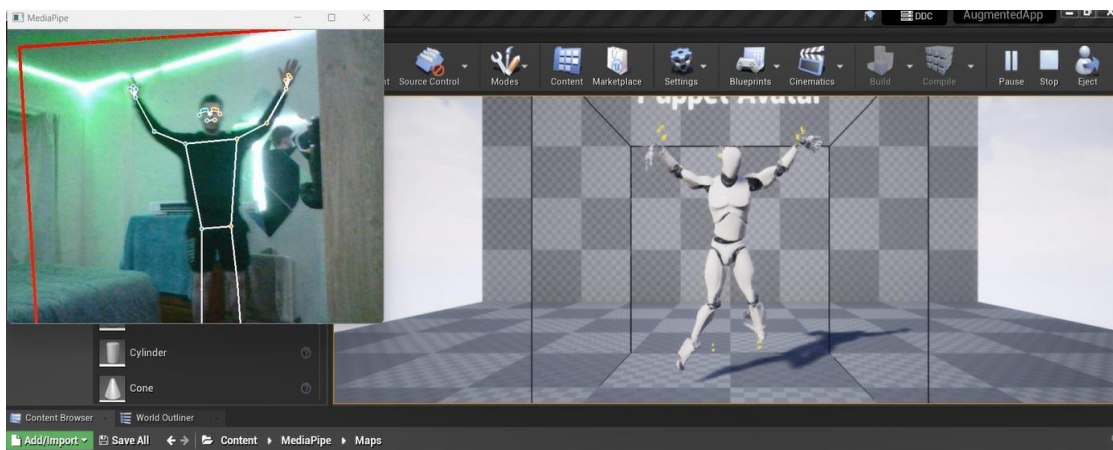 MediaPipe
DDC
AugmentedApp
Source Control
Modes
Content
Marketplace
Settings
Blueprints
Cinematics
Build
Compile
Pause
Stop
Eject
Puppet Avatar
Cylinder
Cone
Content Browser
World Outliner
Add/Import
Save All
Content
MediaPipe
Maps